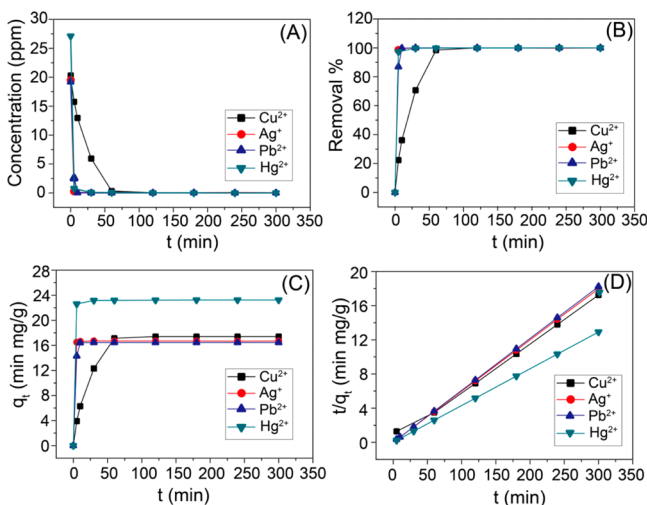 (A)
Concentration (ppm)
30
25
20
15
10
5
0
Cu²⁺
Ag⁺
Pb²⁺
Hg²⁺
0 50 100 150 200 250 300 350
t (min)
(B)
Removal %
120
100
80
60
40
20
0
Cu²⁺
Ag⁺
Pb²⁺
Hg²⁺
0 50 100 150 200 250 300 350
t (min)
(C)
qₜ (min mg/g)
28
24
20
16
12
8
4
0
Cu²⁺
Ag⁺
Pb²⁺
Hg²⁺
0 50 100 150 200 250 300 350
t (min)
(D)
t/qₜ (min mg/g)
20
16
12
8
4
0
Cu²⁺
Ag⁺
Pb²⁺
Hg²⁺
0 50 100 150 200 250 300 350
t (min)